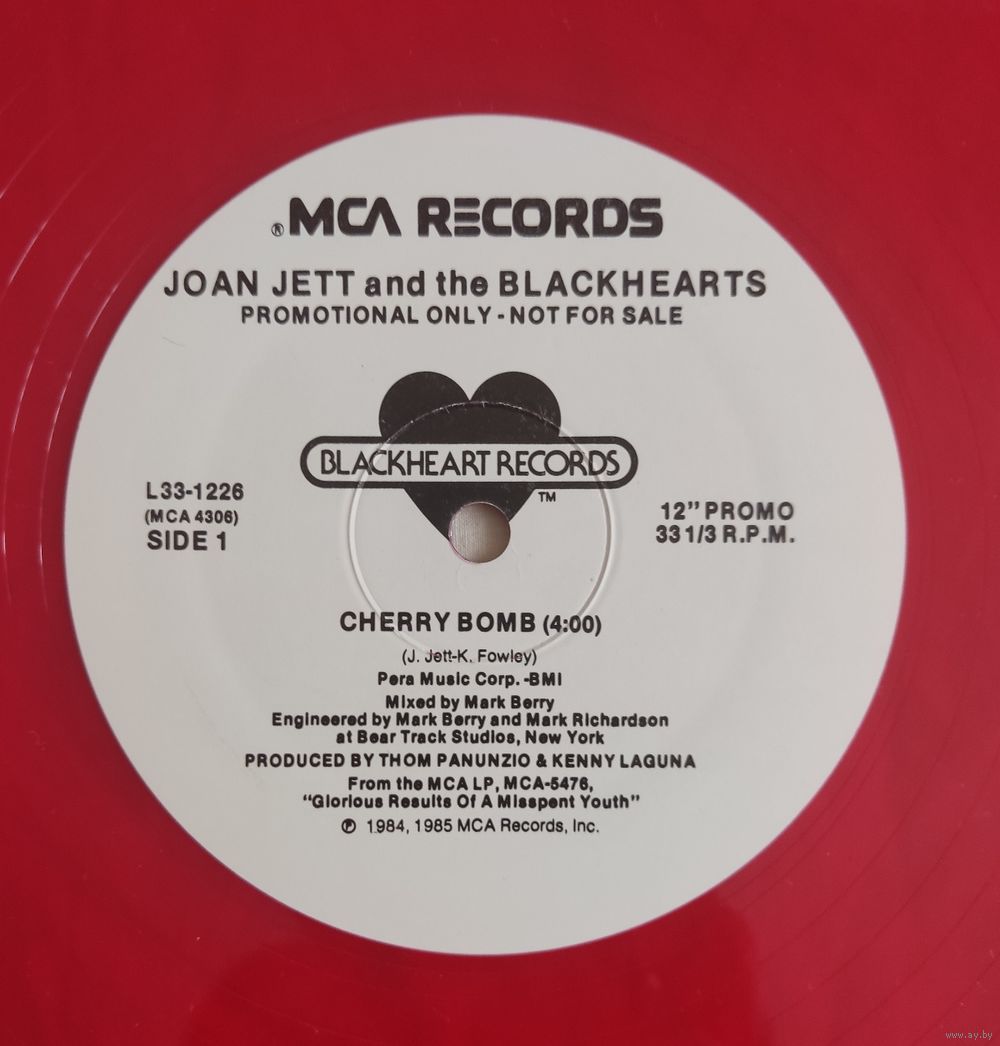 ® MCA RECORDS
JOAN JETT and the BLACKHEARTS
PROMOTIONAL ONLY - NOT FOR SALE
BLACKHEART RECORDS
TM
L33-1226
(MCA 4306)
SIDE 1
12” PROMO
33 1/3 R.P.M.
CHERRY BOMB (4:00)
(J. Jett-K. Fowley)
Pera Music Corp. -BMI
Mixed by Mark Berry
Engineered by Mark Berry and Mark Richardson
at Bear Track Studios, New York
PRODUCED BY THOM PANUNZIO & KENNY LAGUNA
From the MCA LP, MCA-5476,
“Glorious Results Of A Misspent Youth”
℗ 1984, 1985 MCA Records, Inc.
www.ay.by